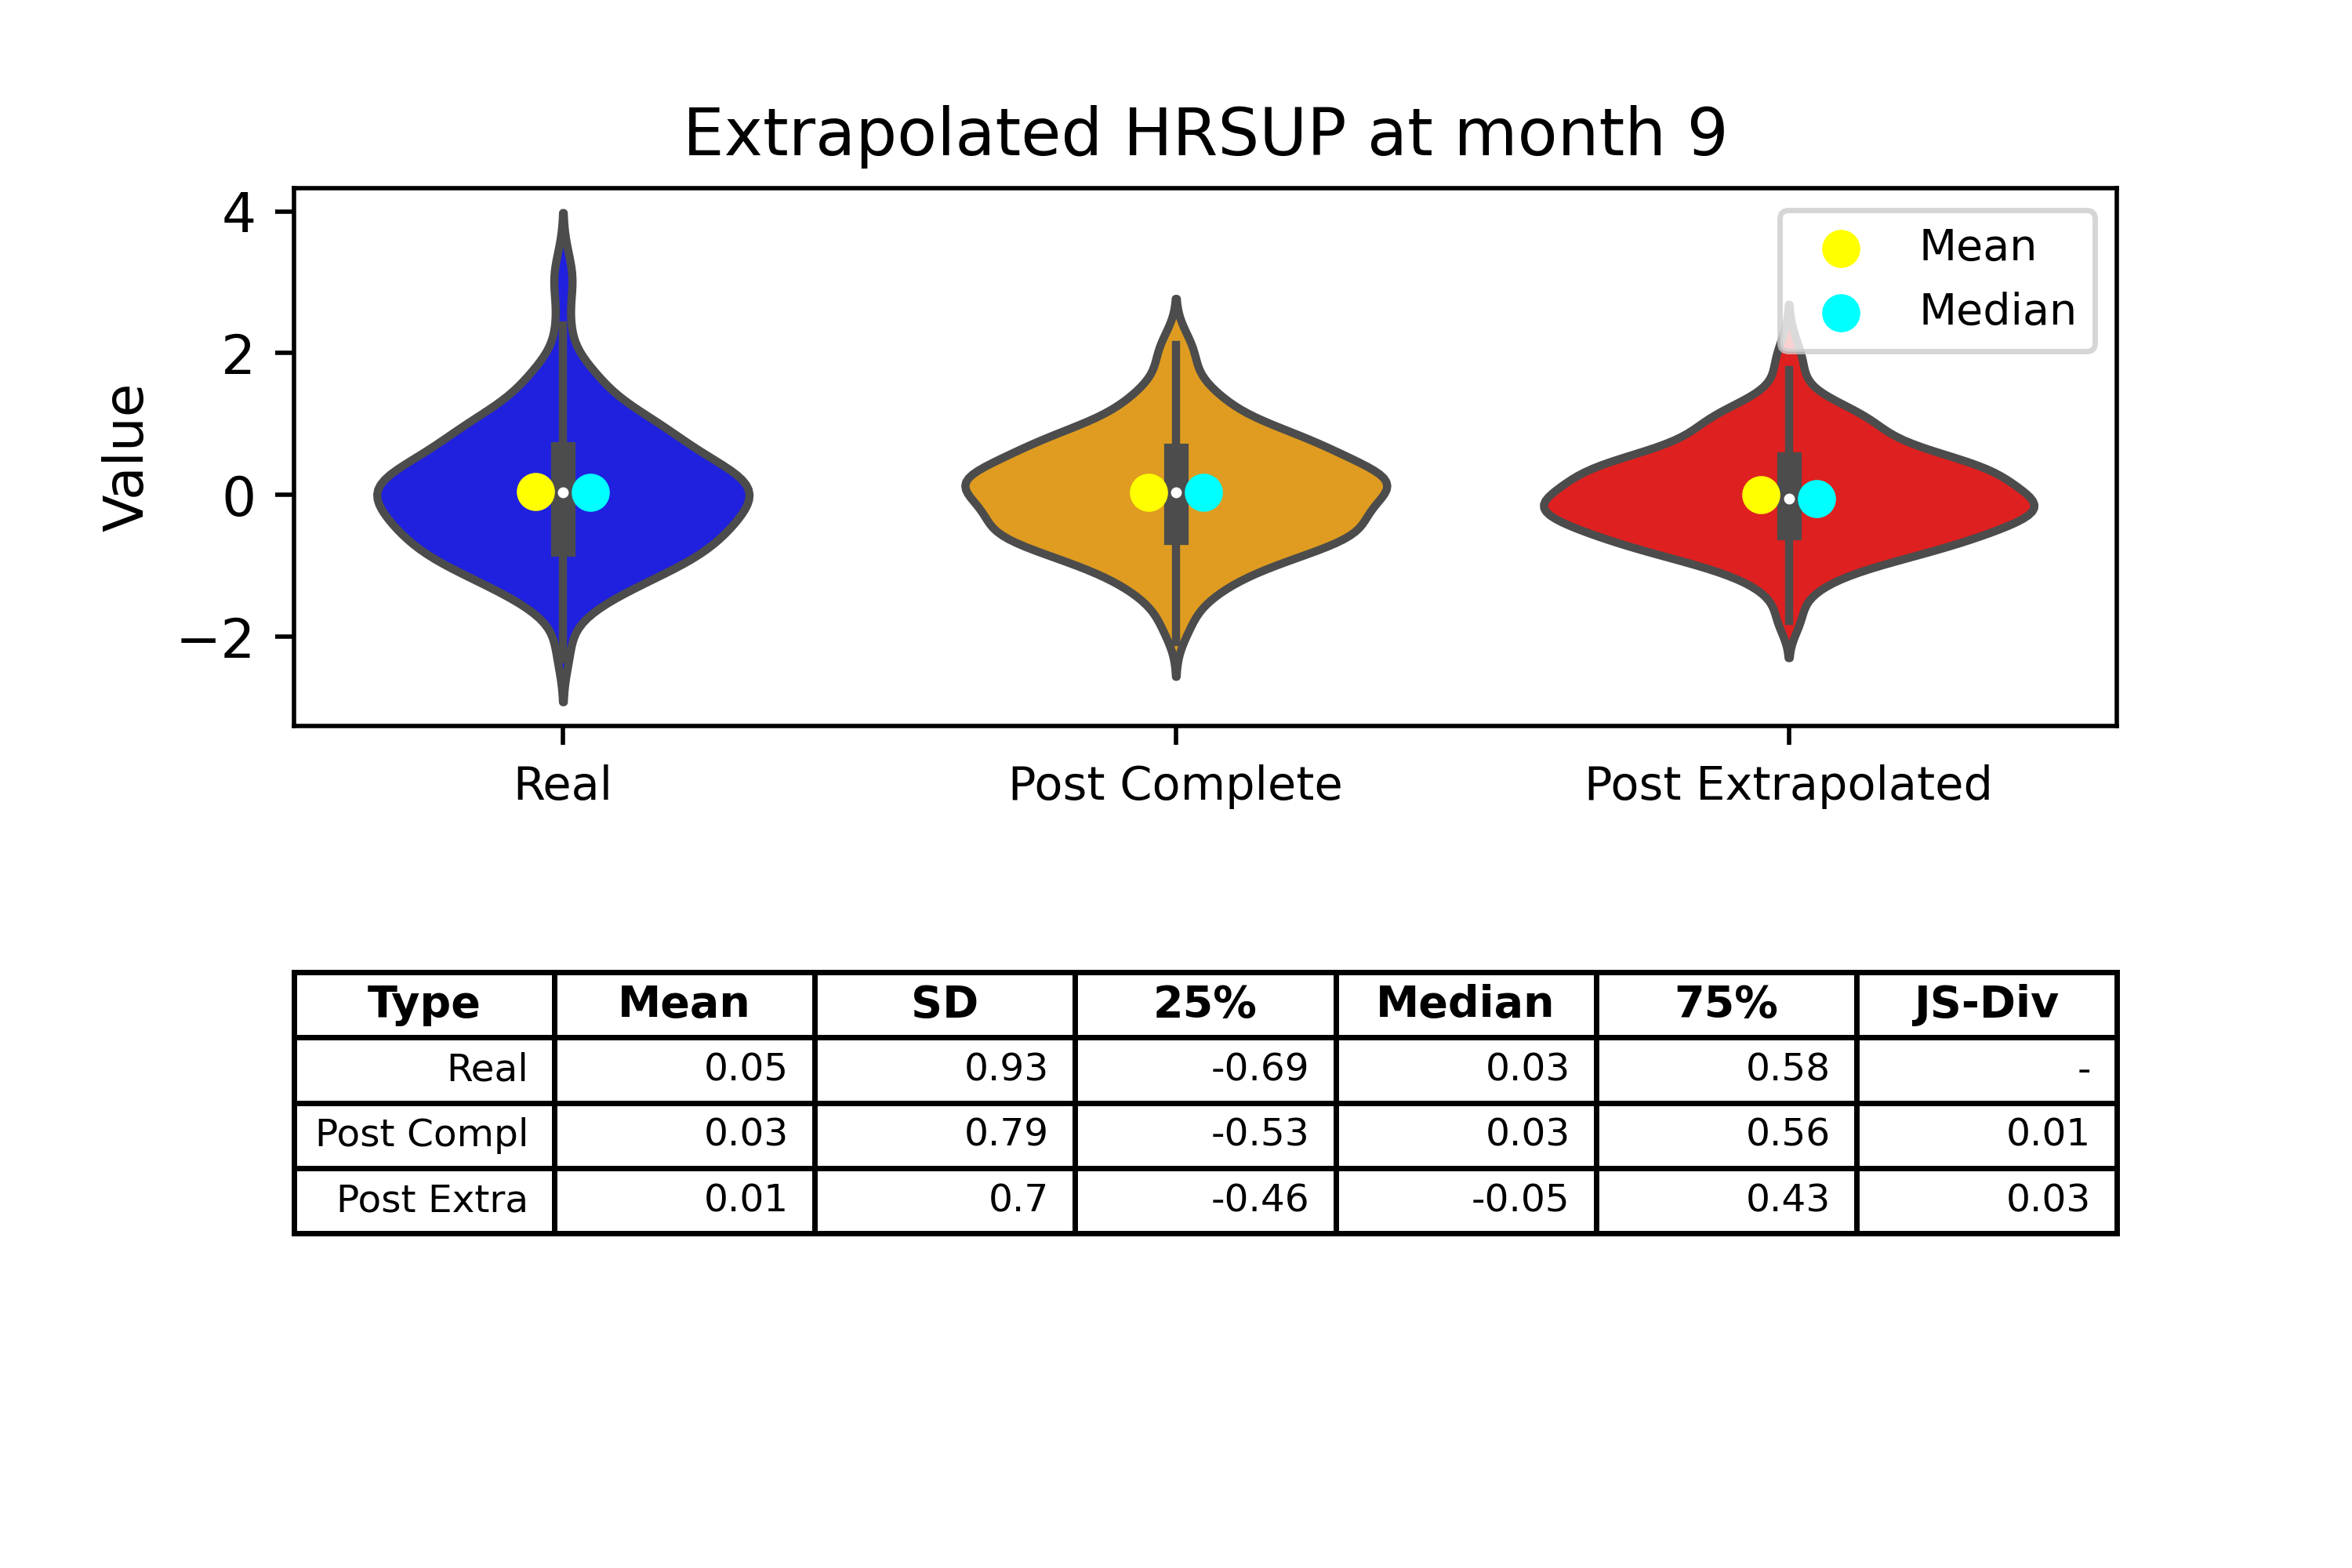 Extrapolated HRSUP at month 9
4
2
0
−2
Value
Mean
Median
Real Post Complete Post Extrapolated
Type Mean SD 25% Median 75% JS-Div
Real 0.05 0.93 -0.69 0.03 0.58 -
Post Compl 0.03 0.79 -0.53 0.03 0.56 0.01
Post Extra 0.01 0.7 -0.46 -0.05 0.43 0.03